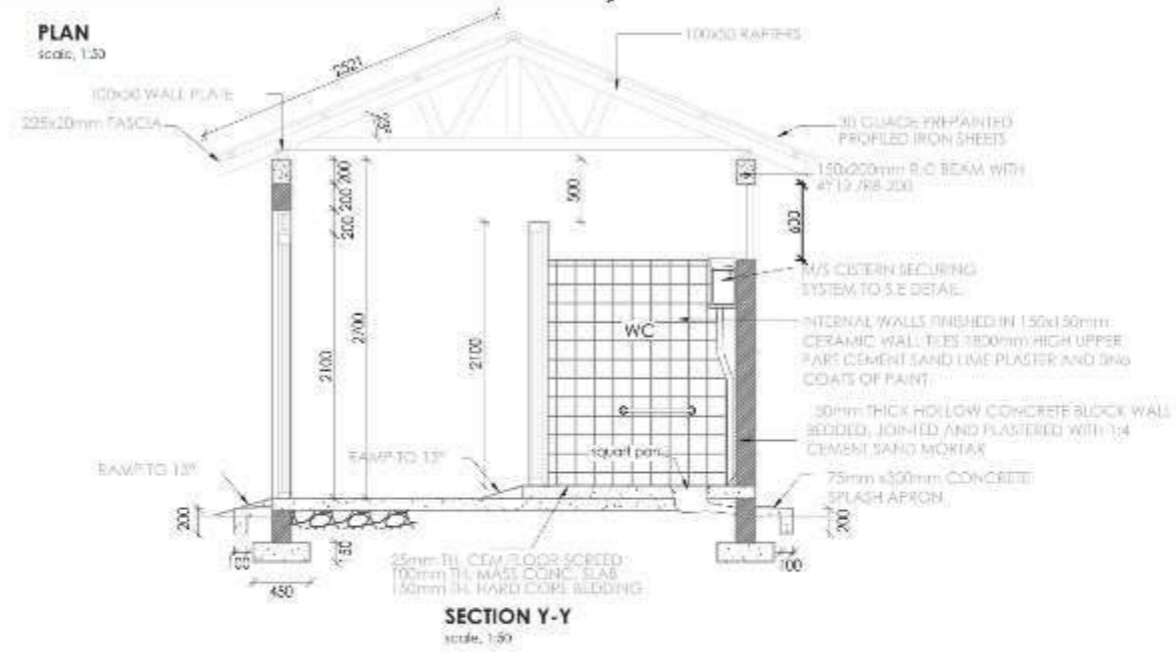 PLAN
scale, 1:50
2521
100x50 RAFTERS
100x50 WALL PLATE
225x20mm FASCIA
30 GUAGE PREPAINTED
PROFILED IRON SHEETS
150x200mm R.C BEAM WITH
4Y12 /R8-200
200
200
200
500
600
M/S CISTERN SECURING
SYSTEM TO S.E DETAIL
INTERNAL WALLS FINISHED IN 150x150mm
CERAMIC WALL TILES 1800mm HIGH UPPER
PART CEMENT SAND LIME PLASTER AND 3No
COATS OF PAINT
WC
2700
2100
2100
THICK HOLLOW CONCRETE BLOCK WALL
BEDDED, JOINTED AND PLASTERED WITH 1:4
CEMENT SAND MORTAR
squart pan
RAMP TO 15°
RAMP TO 15°
75mm x300mm CONCRETE
SPLASH APRON
200
200
450
100
25mm TH. CEM FLOOR SCREED
100mm TH. MASS CONC. SLAB
150mm TH. HARD CORE BEDDING
SECTION Y-Y
scale, 1:50